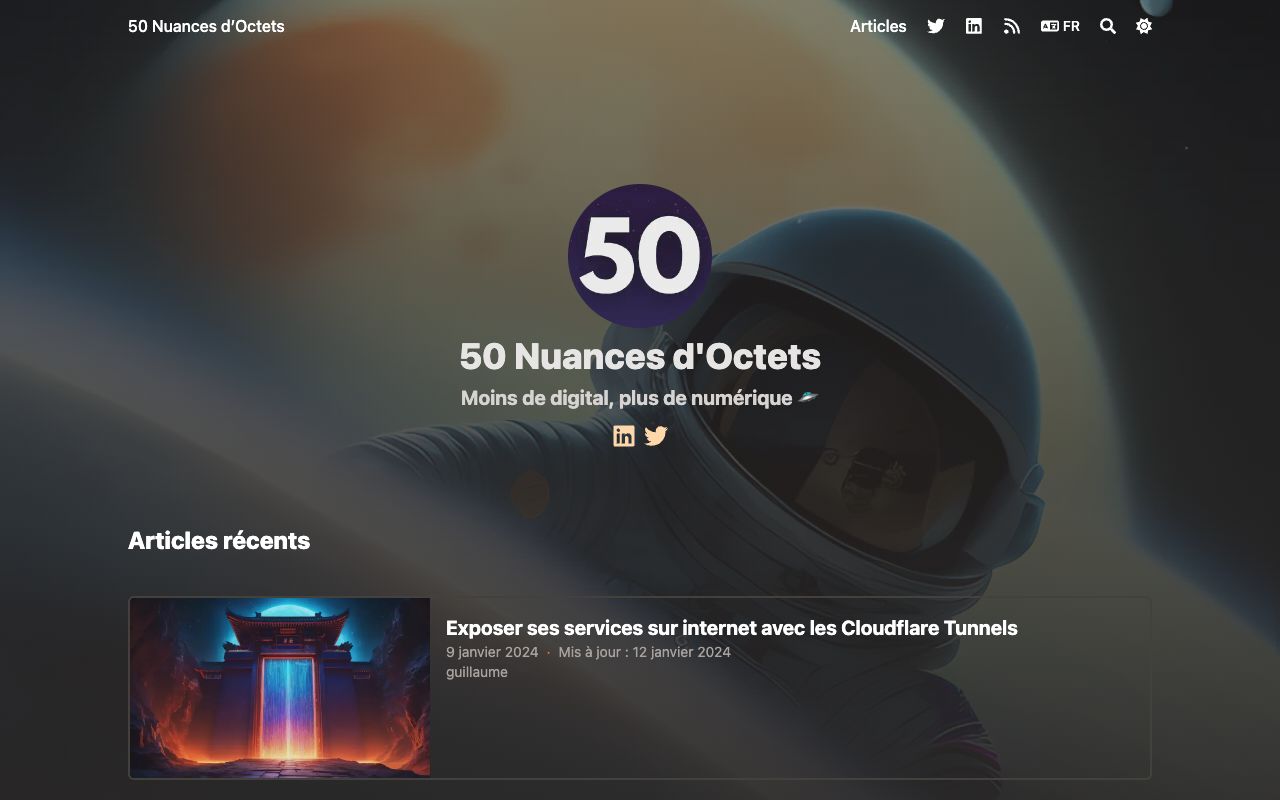 50 Nuances d’Octets
Articles
FR
50
50 Nuances d'Octets
Moins de digital, plus de numérique 🛸
Articles récents
Exposer ses services sur internet avec les Cloudflare Tunnels
9 janvier 2024 · Mis à jour : 12 janvier 2024
guillaume